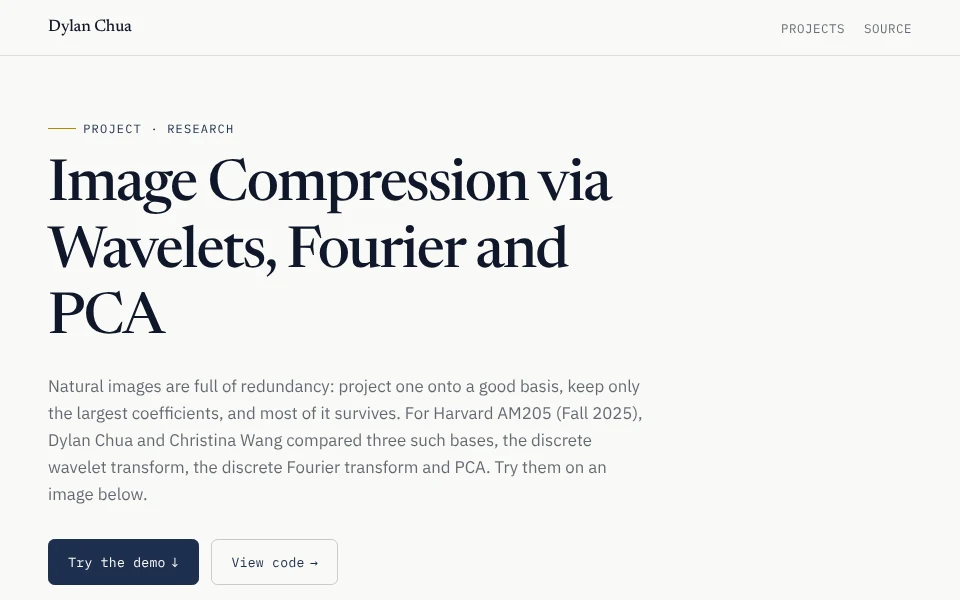 Dylan Chua
PROJECTS SOURCE
PROJECT · RESEARCH
Image Compression via
Wavelets, Fourier and
PCA
Natural images are full of redundancy: project one onto a good basis, keep only
the largest coefficients, and most of it survives. For Harvard AM205 (Fall 2025),
Dylan Chua and Christina Wang compared three such bases, the discrete
wavelet transform, the discrete Fourier transform and PCA. Try them on an
image below.
Try the demo ↓
View code →